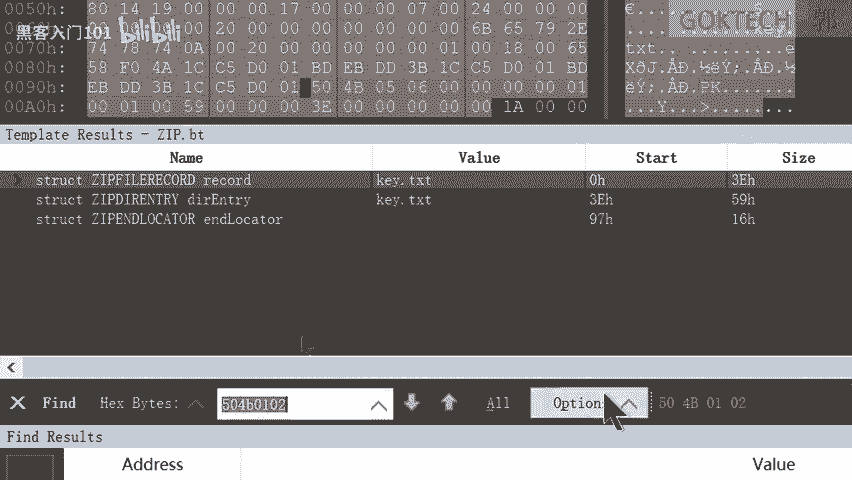 0050h: 80 14 19 00 00 00 17 00 00 00 00 07 00 24 00 00 00 00
黑客入门101 bilibili
GOKTECH 郭
00 00 00 20 00 00 00 00 00 00 00 6B 65 79 2E
0070h: 74 78 74 0A 00 20 00 00 00 00 00 01 00 18 00 65 txt.. .......e
0080h: 58 F0 4A 1C C5 D0 01 BD EB DD 3B 1C C5 D0 01 BD XðJ.ÅÐ.½ëÝ;.ÅÐ.½
0090h: EB DD 3B 1C C5 D0 01 50 4B 05 06 00 00 00 00 01 ëÝ;.ÅÐ.PK.......
00A0h: 00 01 00 59 00 00 00 3E 00 00 00 00 00 1A 00 00 ...Y...>........
Template Results - ZIP.bt
Name Value Start Size
struct ZIPFILERECORD record key.txt 0h 3Eh
struct ZIPDIRENTRY dirEntry key.txt 3Eh 59h
struct ZIPENDLOCATOR endLocator 97h 16h
Find Hex Bytes: 504b0102 All Option 50 4B 01 02
Find Results
Address Value